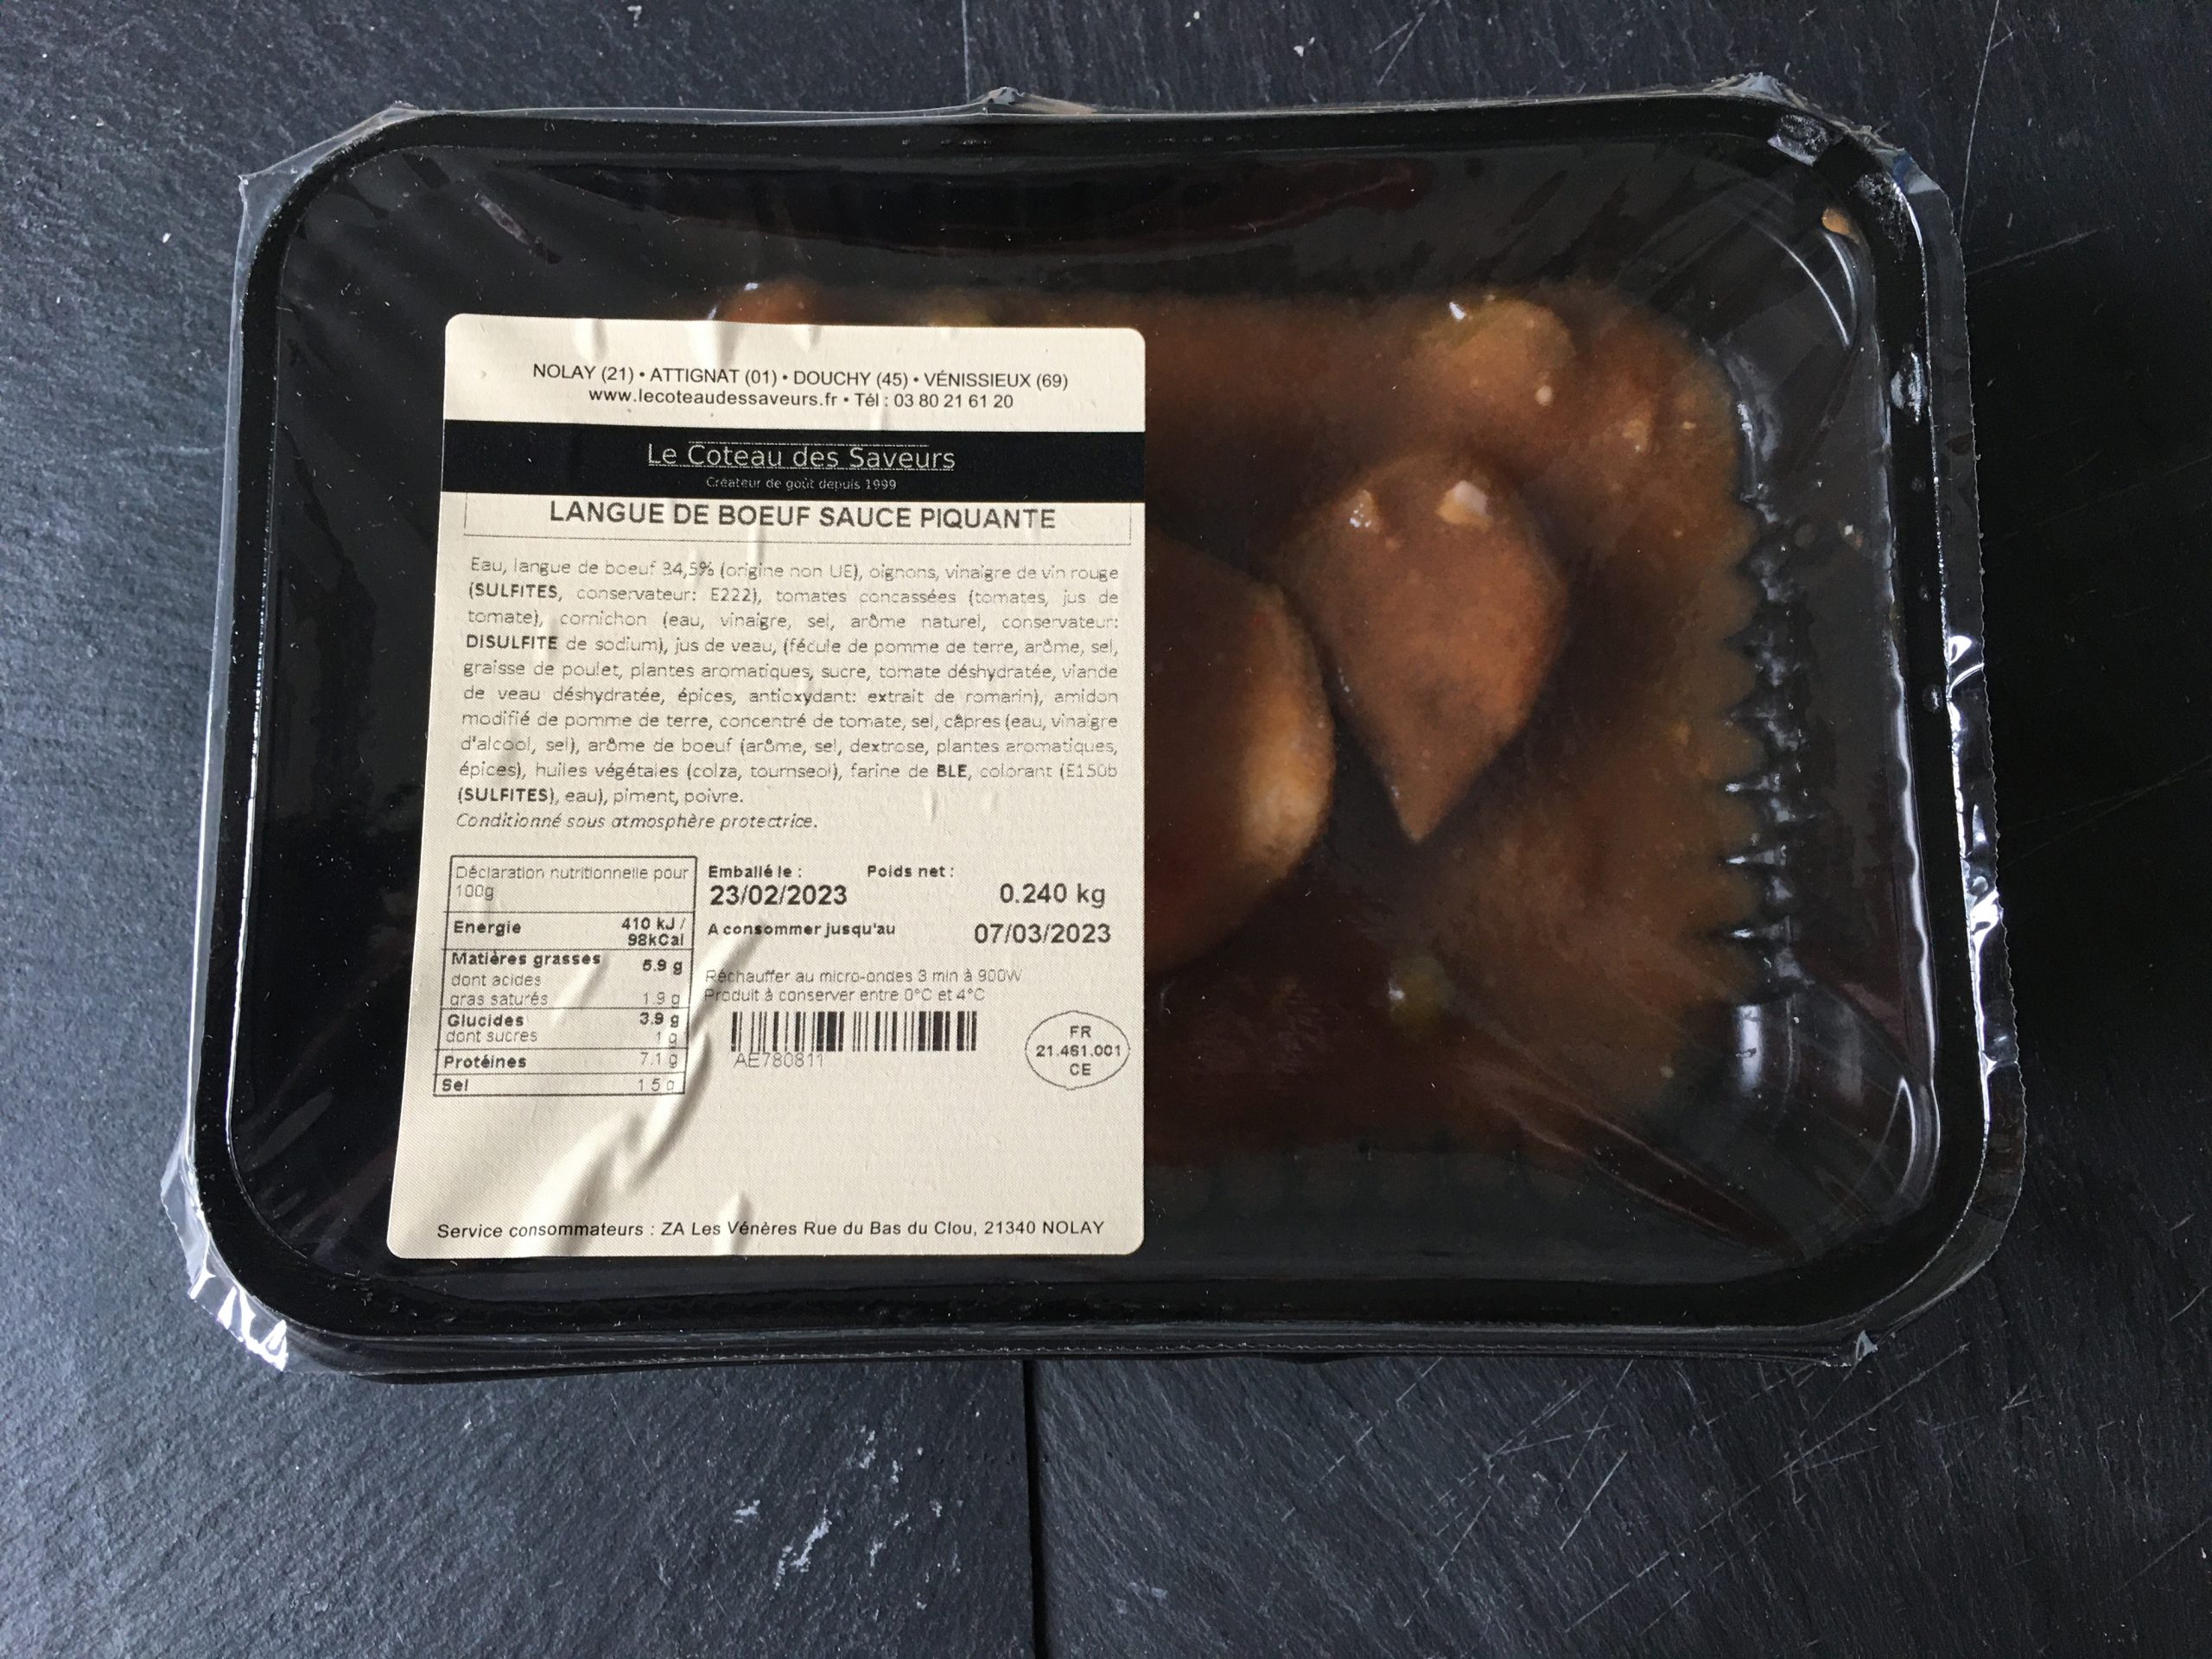 NOLAY (21) • ATTIGNAT (01) • DOUCHY (45) • VÉNISSIEUX (69)
www.lecoteaudessaveurs.fr • Tél : 03 80 21 61 20
Le Coteau des Saveurs
Créateur de goût depuis 1999
LANGUE DE BOEUF SAUCE PIQUANTE
Eau, langue de boeuf 34,5% (origine non UE), oignons, vinaigre de vin rouge
(SULFITES, conservateur: E222), tomates concassées (tomates, jus de
tomate), cornichon (eau, vinaigre, sel, arôme naturel, conservateur:
DISULFITE de sodium), jus de veau, (fécule de pomme de terre, arôme, sel,
graisse de poulet, plantes aromatiques, sucre, tomate déshydratée, viande
de veau déshydratée, épices, antioxydant: extrait de romarin), amidon
modifié de pomme de terre, concentré de tomate, sel, câpres (eau, vinaigre
d'alcool, sel), arôme de boeuf (arôme, sel, dextrose, plantes aromatiques,
épices), huiles végétales (colza, tournesol), farine de BLE, colorant (E150b
(SULFITES), eau), piment, poivre.
Conditionné sous atmosphère protectrice.
Déclaration nutritionnelle pour
100g
Energie 410 kJ /
98kCal
Matières grasses 5.9 g
dont acides
gras saturés 1.9 g
Glucides 3.9 g
dont sucres 1 g
Protéines 7.1 g
Sel 1.5 g
Emballé le : Poids net :
23/02/2023 0.240 kg
A consommer jusqu'au 07/03/2023
Réchauffer au micro-ondes 3 min à 900W
Produit à conserver entre 0°C et 4°C
AE780811
FR
21.461.001
CE
Service consommateurs : ZA Les Vénères Rue du Bas du Clou, 21340 NOLAY